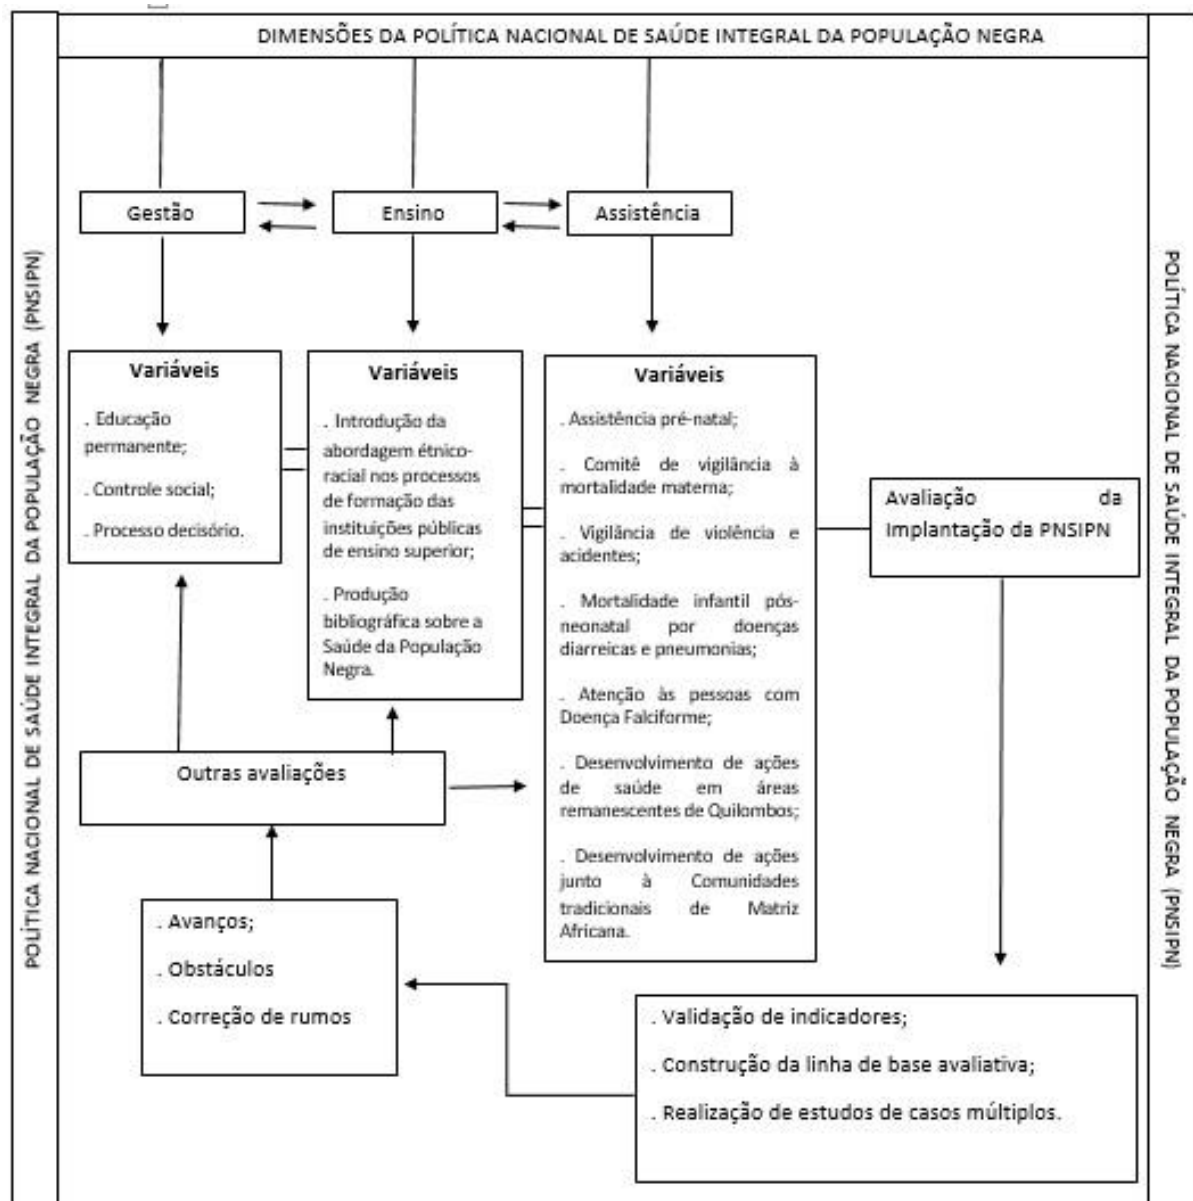 DIMENSÕES DA POLÍTICA NACIONAL DE SAÚDE INTEGRAL DA POPULAÇÃO NEGRA
POLÍTICA NACIONAL DE SAÚDE INTEGRAL DA POPULAÇÃO NEGRA (PNSIPN)
Gestão
Ensino
Assistência
Variáveis
. Educação
permanente;
. Controle social;
. Processo decisório.
Variáveis
. Introdução da
abordagem étnico-
racial nos processos
de formação das
instituições públicas
de ensino superior;
. Produção
bibliográfica sobre a
Saúde da População
Negra.
Variáveis
. Assistência pré-natal;
. Comitê de vigilância à
mortalidade materna;
. Vigilância de violência e
acidentes;
. Mortalidade infantil pós-
neonatal por doenças
diarreicas e pneumonias;
. Atenção às pessoas com
Doença Falciforme;
. Desenvolvimento de ações
de saúde em áreas
remanescentes de Quilombos;
. Desenvolvimento de ações
junto à Comunidades
tradicionais de Matriz
Africana.
Avaliação da
Implantação da PNSIPN
Outras avaliações
. Avanços;
. Obstáculos
. Correção de rumos
. Validação de indicadores;
. Construção da linha de base avaliativa;
. Realização de estudos de casos múltiplos.
POLÍTICA NACIONAL DE SAÚDE INTEGRAL DA POPULAÇÃO NEGRA (PNSIPN)